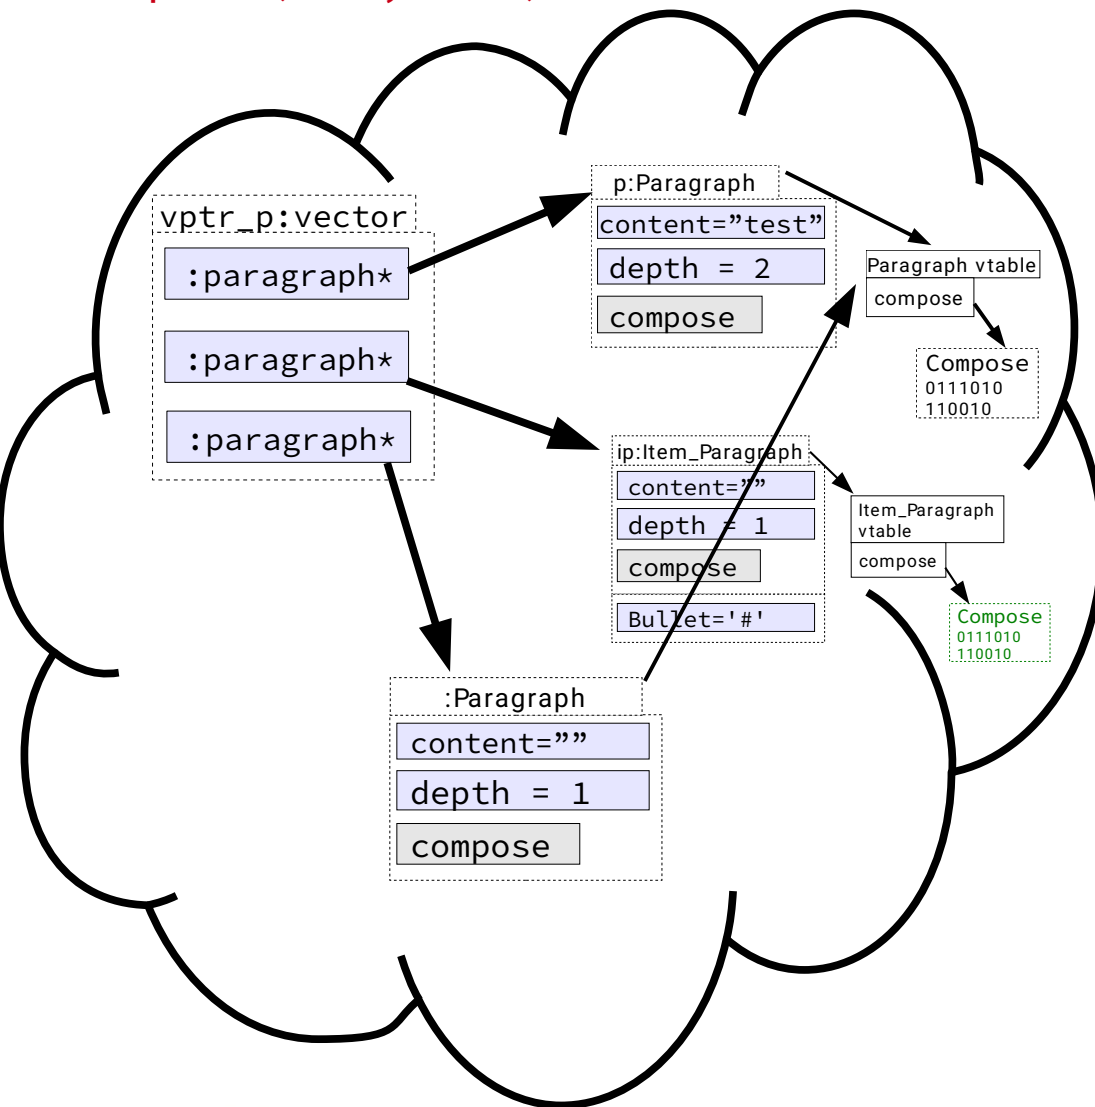 vptr_p:vector
:paragraph*
:paragraph*
:paragraph*
p:Paragraph
content=”test”
depth = 2
compose
Paragraph vtable
compose
Compose
0111010
110010
ip:Item_Paragraph
content=””
depth = 1
compose
Bullet='#'
Item_Paragraph
vtable
compose
Compose
0111010
110010
:Paragraph
content=””
depth = 1
compose